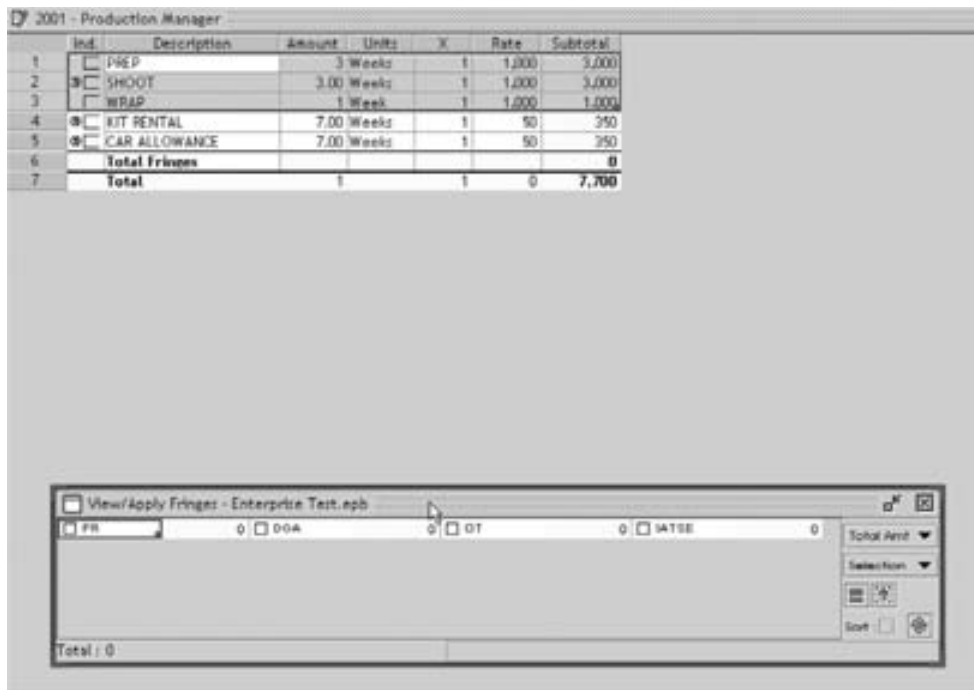 2001 - Production Manager
Ind. Description Amount Units X Rate Subtotal
1 PREP 3 Weeks 1 1,000 3,000
2 SHOOT 3.00 Weeks 1 1,000 3,000
3 WRAP 1 Week 1 1,000 1,000
4 KIT RENTAL 7.00 Weeks 1 50 350
5 CAR ALLOWANCE 7.00 Weeks 1 50 350
6 Total Fringes 0
7 Total 1 1 0 7,700
View/Apply Fringes - Enterprise Test.epb
FR 0 DGA 0 OT 0 IATSE 0
Total Amt
Selection
Sort
Total : 0